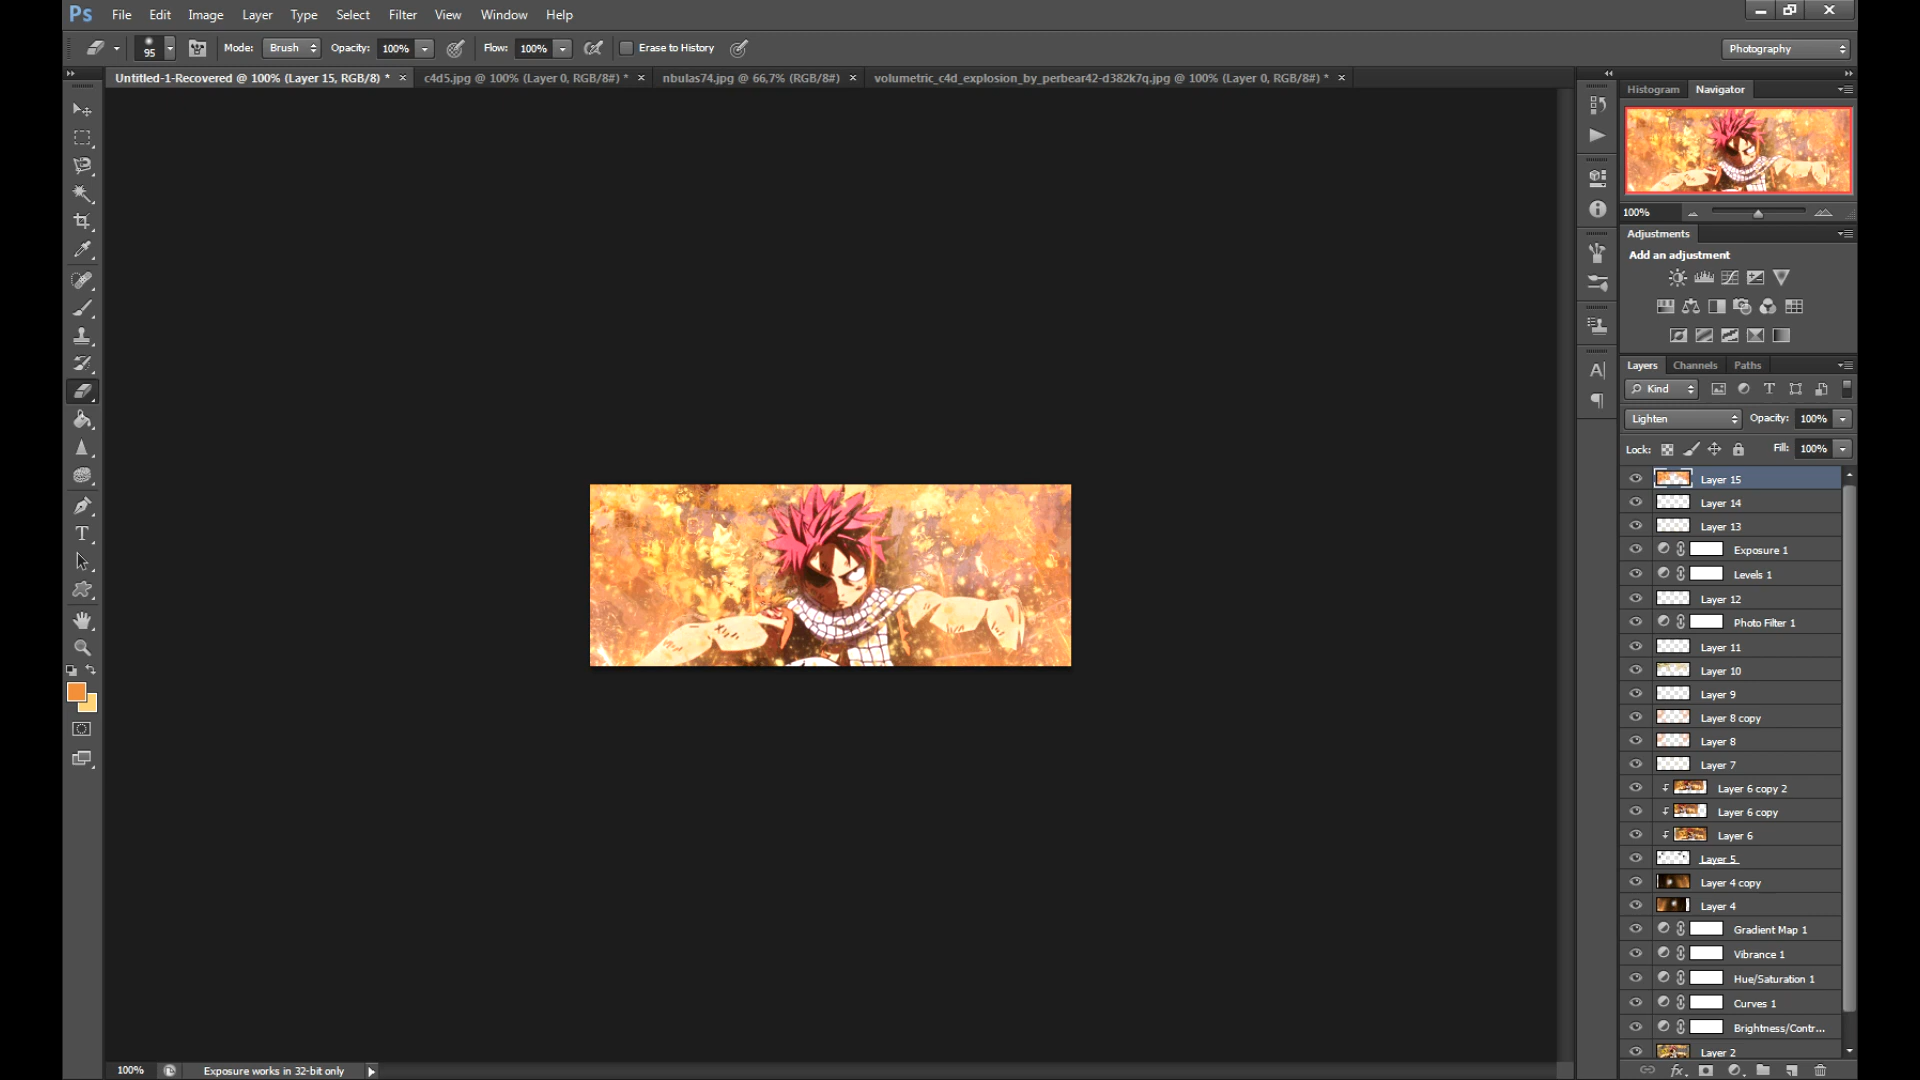 Ps File Edit Image Layer Type Select Filter View Window Help
95 Mode: Brush Opacity: 100% Flow: 100% Erase to History Photography
Untitled-1-Recovered @ 100% (Layer 15, RGB/8) * × c4d5.jpg @ 100% (Layer 0, RGB/8#) * × nbulas74.jpg @ 66,7% (RGB/8#) × volumetric_c4d_explosion_by_perbear42-d382k7q.jpg @ 100% (Layer 0, RGB/8#) * ×
Histogram Navigator
100%
Adjustments
Add an adjustment
Layers Channels Paths
Kind
Lighten Opacity: 100%
Lock: Fill: 100%
Layer 15
Layer 14
Layer 13
Exposure 1
Levels 1
Layer 12
Photo Filter 1
Layer 11
Layer 10
Layer 9
Layer 8 copy
Layer 8
Layer 7
Layer 6 copy 2
Layer 6 copy
Layer 6
Layer 5
Layer 4 copy
Layer 4
Gradient Map 1
Vibrance 1
Hue/Saturation 1
Curves 1
Brightness/Contr...
Layer 2
100% Exposure works in 32-bit only